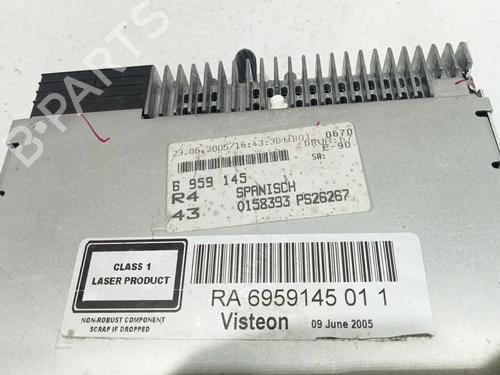 B-PARTS
23.06.2005/16:43:38 0670
E-90
SA:
6 959 145
R4 SPANISCH
43 0158393 PS26267
CLASS 1
LASER PRODUCT
NON-ROBUST COMPONENT
SCRAP IF DROPPED
RA 6959145 01 1
Visteon 09 June 2005